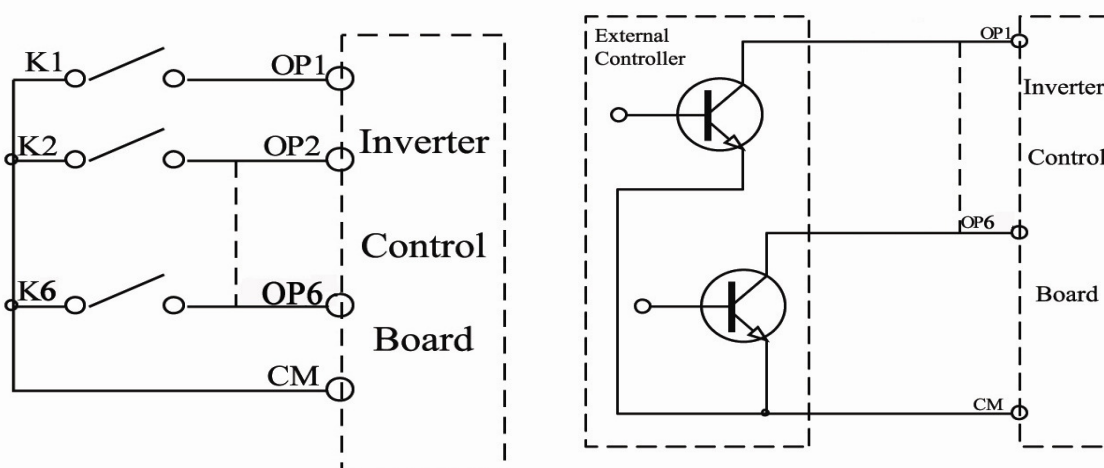 K1
OP1
K2
OP2
Inverter
Control
K6
OP6
Board
CM
External
Controller
OP1
Inverter
Control
OP6
Board
CM